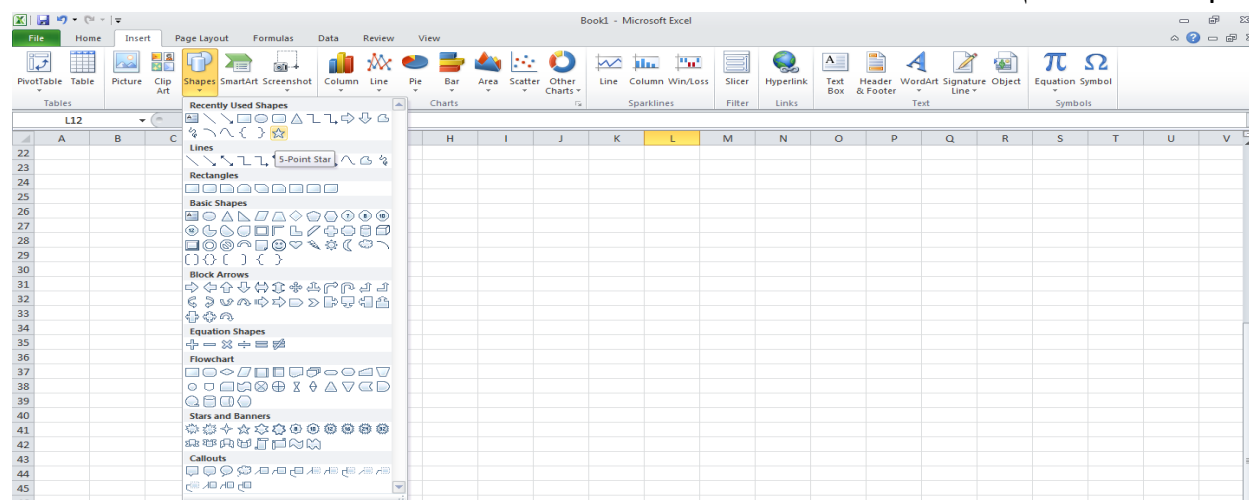 Book1 - Microsoft Excel
File Home Insert Page Layout Formulas Data Review View
PivotTable Table Picture Clip Art Shapes SmartArt Screenshot Column Line Pie Bar Area Scatter Other Charts Line Column Win/Loss Slicer Hyperlink Text Box Header & Footer WordArt Signature Line Object Equation Symbol
Tables Charts Sparklines Filter Links Text Symbols
L12
A B C H I J K L M N O P Q R S T U V
Recently Used Shapes
Lines
5-Point Star
Rectangles
Basic Shapes
Block Arrows
Equation Shapes
Flowchart
Stars and Banners
Callouts
22
23
24
25
26
27
28
29
30
31
32
33
34
35
36
37
38
39
40
41
42
43
44
45